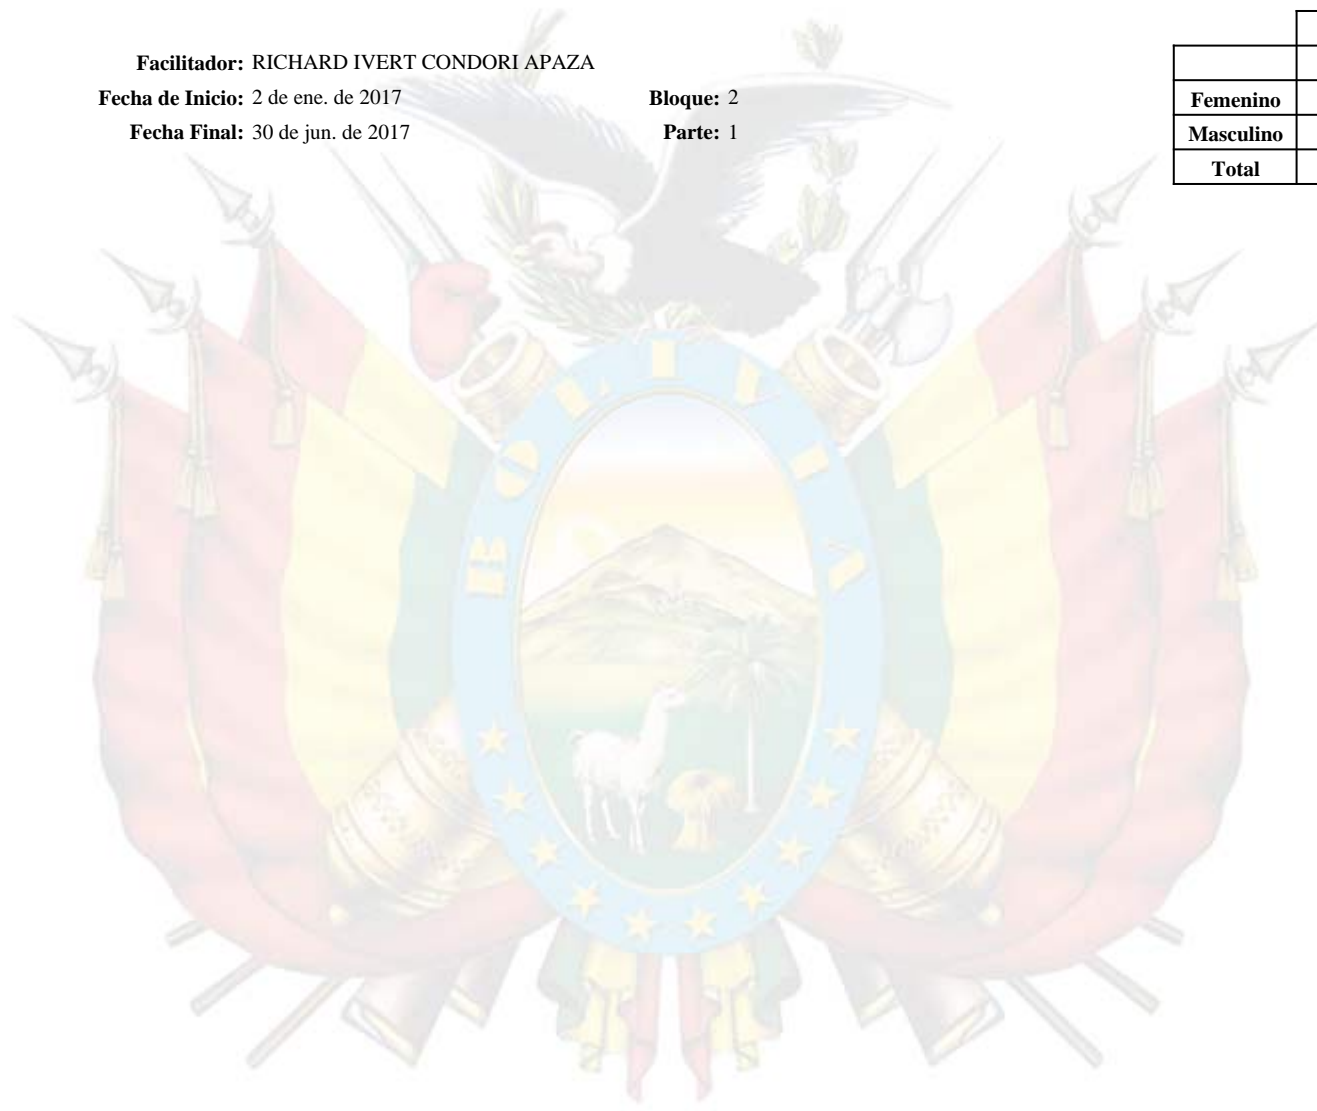 Facilitador: RICHARD IVERT CONDORI APAZA
Fecha de Inicio: 2 de ene. de 2017 Bloque: 2
Fecha Final: 30 de jun. de 2017 Parte: 1
Femenino
Masculino
Total
BOLIVIA